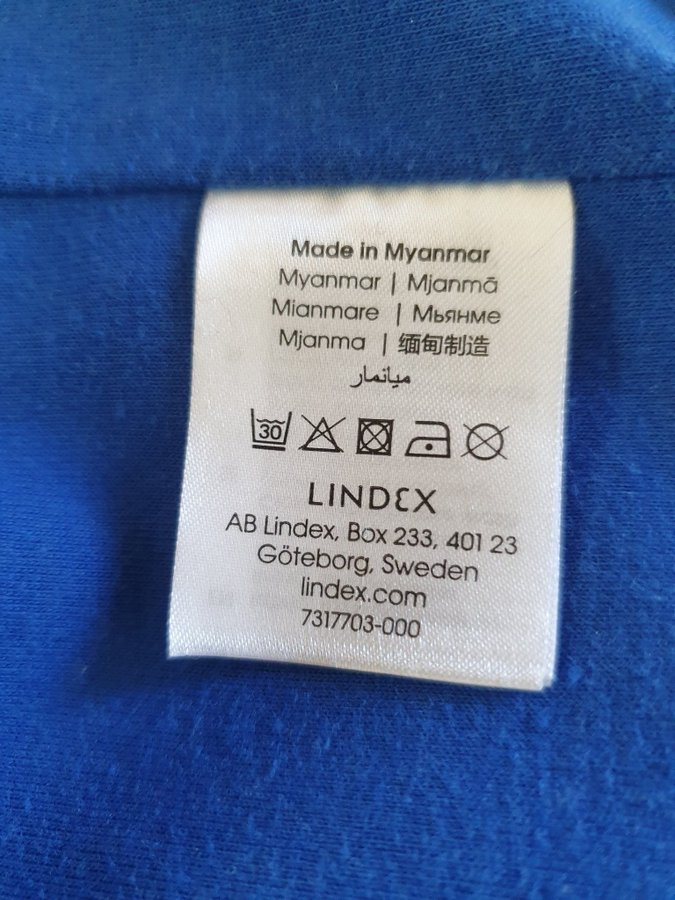 Made in Myanmar
Myanmar | Mjanmā
Mianmare | Мьянме
Mjanma | 缅甸制造
ميانمار
30
LINDEX
AB Lindex, Box 233, 401 23
Göteborg, Sweden
lindex.com
7317703-000